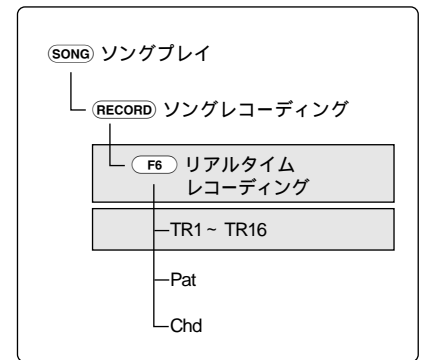 SONG ソングプレイ
RECORD ソングレコーディング
F6 リアルタイム
レコーディング
TR1~ TR16
Pat
Chd